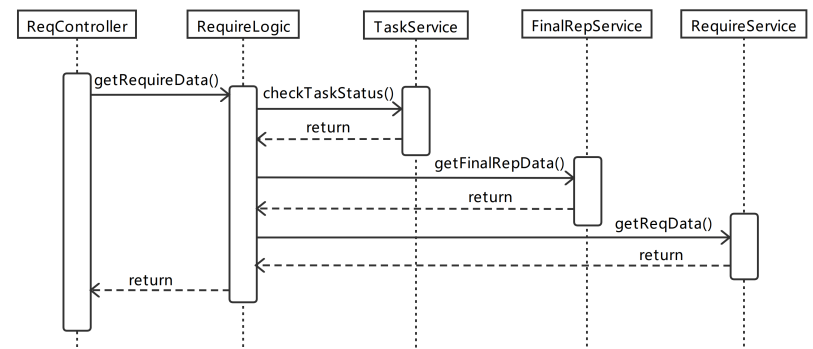 ReqController
RequireLogic
TaskService
FinalRepService
RequireService
getRequireData()
checkTaskStatus()
return
getFinalRepData()
return
getReqData()
return
return